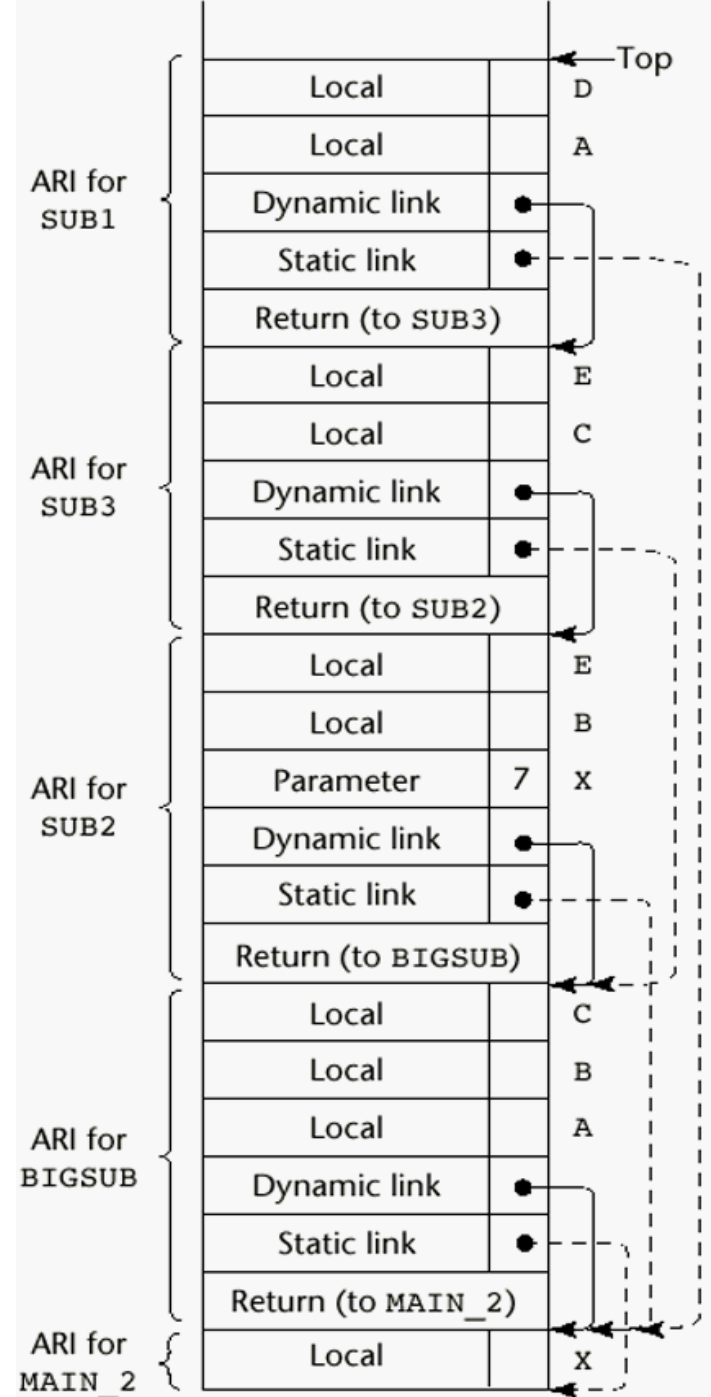 Top
Local D
Local A
ARI for
SUB1
Dynamic link
Static link
Return (to SUB3)
Local E
Local C
ARI for
SUB3
Dynamic link
Static link
Return (to SUB2)
Local E
Local B
Parameter 7 X
ARI for
SUB2
Dynamic link
Static link
Return (to BIGSUB)
Local C
Local B
Local A
ARI for
BIGSUB
Dynamic link
Static link
Return (to MAIN_2)
ARI for
MAIN_2
Local X